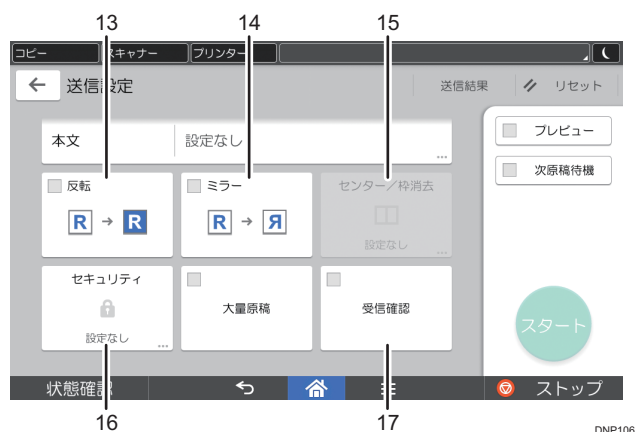 13 14 15
コピー スキャナー プリンター
送信設定 送信結果 リセット
本文 設定なし プレビュー
次原稿待機
反転 ミラー センター／枠消去
R → R R → Я
設定なし
セキュリティ
大量原稿 受信確認
設定なし
スタート
状態確認 ストップ
16 17
DNP106